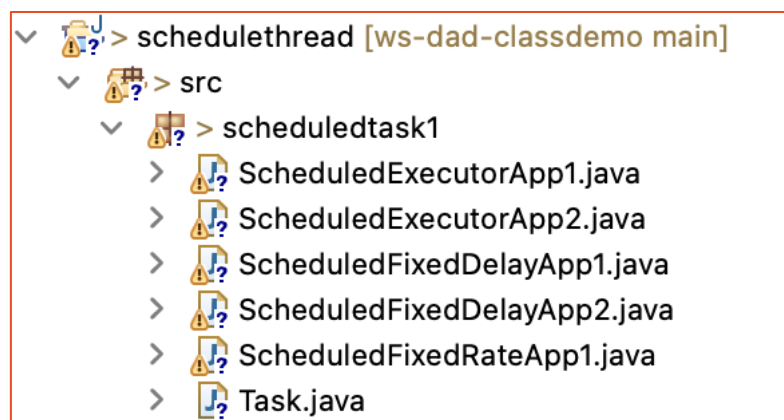 > schedulethread [ws-dad-classdemo main]
> src
> scheduledtask1
ScheduledExecutorApp1.java
ScheduledExecutorApp2.java
ScheduledFixedDelayApp1.java
ScheduledFixedDelayApp2.java
ScheduledFixedRateApp1.java
Task.java